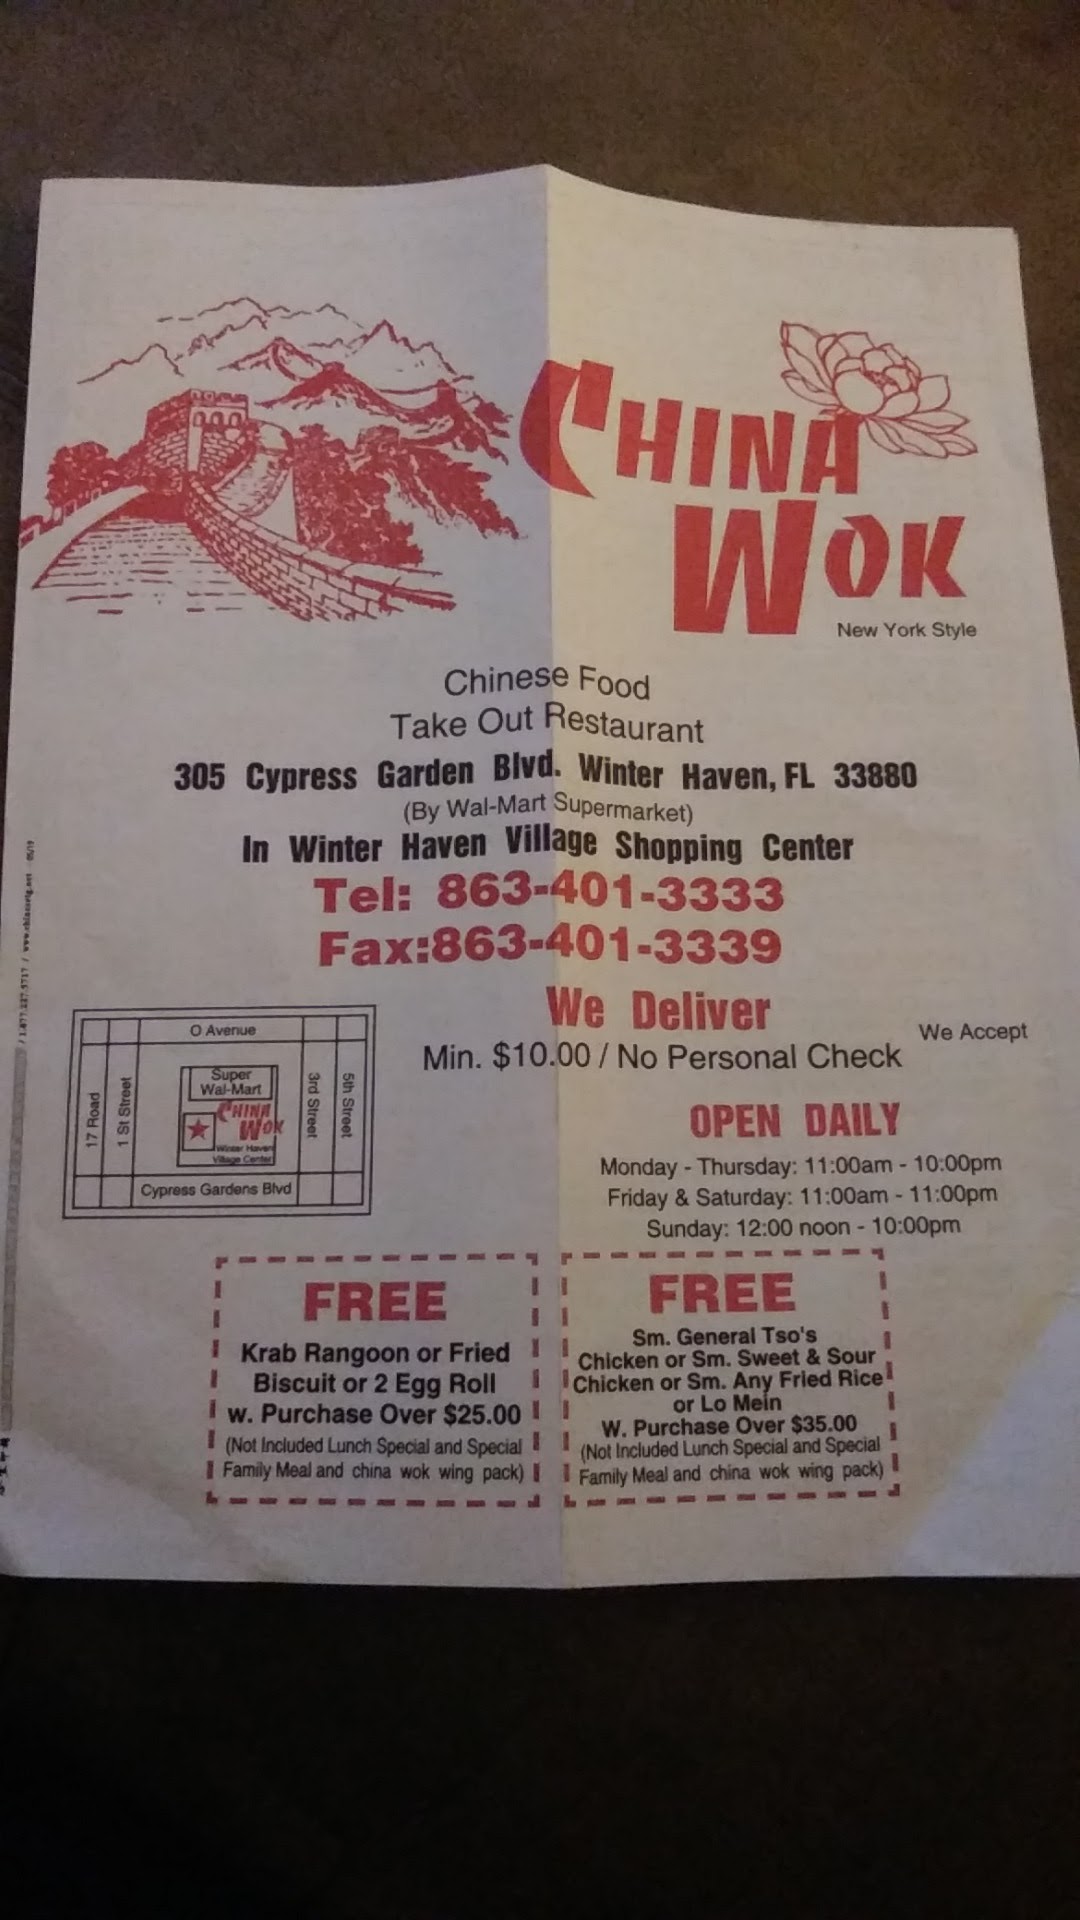 CHINA
WOK
New York Style
Chinese Food
Take Out Restaurant
305 Cypress Garden Blvd. Winter Haven, FL 33880
(By Wal-Mart Supermarket)
In Winter Haven Village Shopping Center
Tel: 863-401-3333
Fax:863-401-3339
We Deliver
Min. $10.00 / No Personal Check
We Accept
O Avenue
17 Road
1 St Street
Super
Wal-Mart
CHINA
WOK
Winter Haven
Village Center
3rd Street
5th Street
Cypress Gardens Blvd
OPEN DAILY
Monday - Thursday: 11:00am - 10:00pm
Friday & Saturday: 11:00am - 11:00pm
Sunday: 12:00 noon - 10:00pm
FREE
Krab Rangoon or Fried
Biscuit or 2 Egg Roll
w. Purchase Over $25.00
(Not Included Lunch Special and Special
Family Meal and china wok wing pack)
FREE
Sm. General Tso's
Chicken or Sm. Sweet & Sour
Chicken or Sm. Any Fried Rice
or Lo Mein
W. Purchase Over $35.00
(Not Included Lunch Special and Special
Family Meal and china wok wing pack)